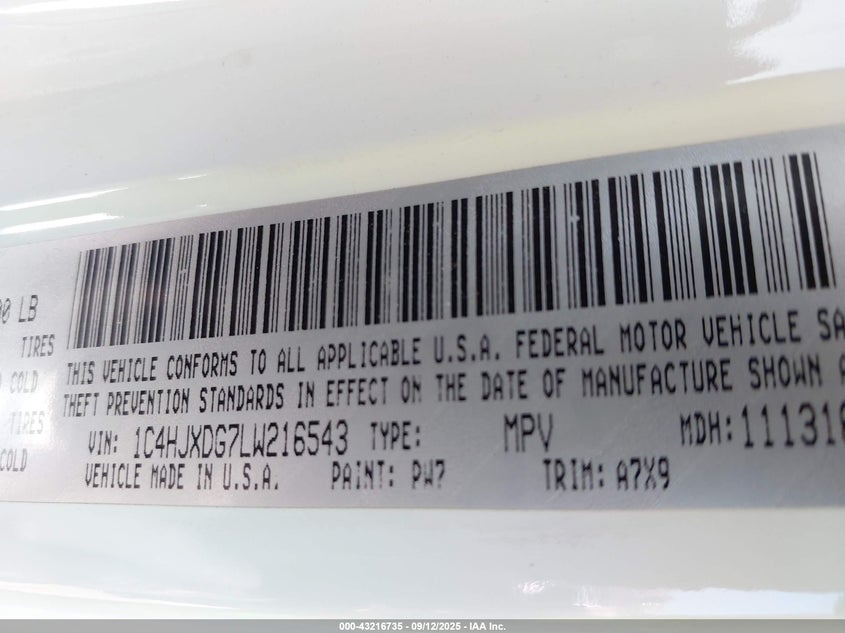 00 LB
TIRES
COLD
TIRES
COLD
THIS VEHICLE CONFORMS TO ALL APPLICABLE U.S.A. FEDERAL MOTOR VEHICLE SA
THEFT PREVENTION STANDARDS IN EFFECT ON THE DATE OF MANUFACTURE SHOWN A
VIN: 1C4HJXDG7LW216543 TYPE: MPV MDH: 111316
VEHICLE MADE IN U.S.A. PAINT: PW7 TRIM: A7X9
000-43216735 - 09/12/2025 - IAA Inc.